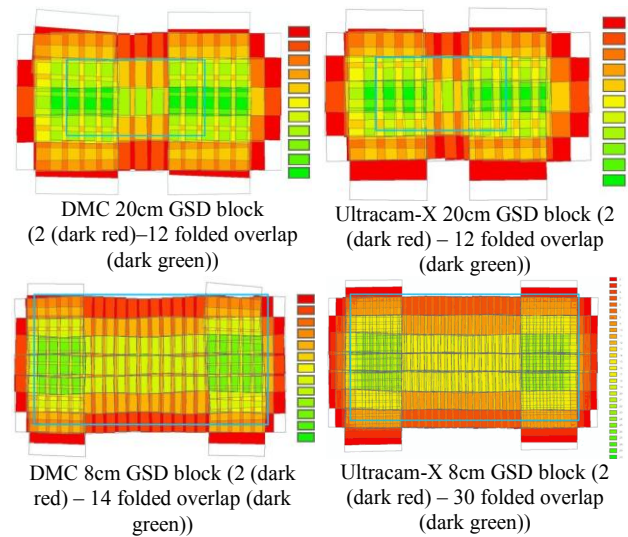 DMC 20cm GSD block
(2 (dark red)–12 folded overlap
(dark green))
Ultracam-X 20cm GSD block (2
(dark red) – 12 folded overlap
(dark green))
DMC 8cm GSD block (2 (dark
red) – 14 folded overlap (dark
green))
Ultracam-X 8cm GSD block (2
(dark red) – 30 folded overlap
(dark green))